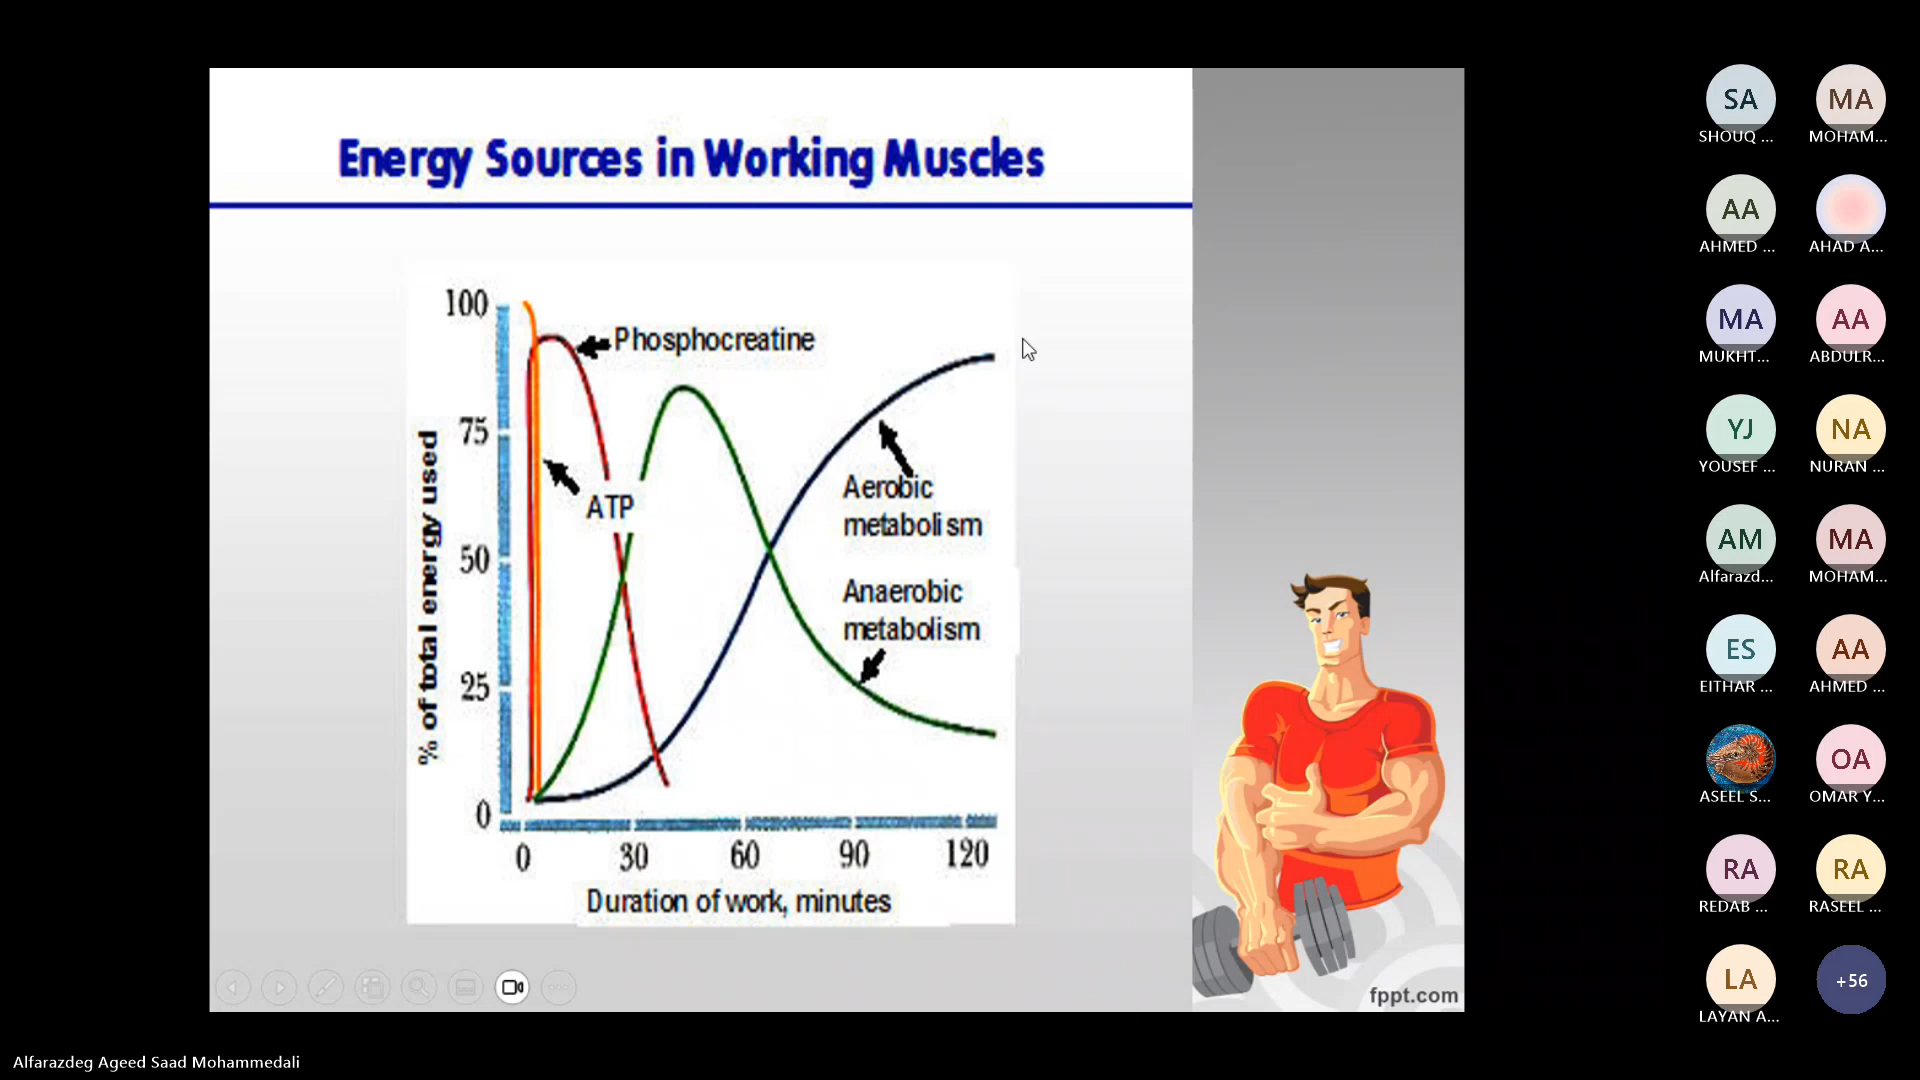 Energy Sources in Working Muscles
100
75
50
25
0
% of total energy used
Phosphocreatine
ATP
Aerobic
metabolism
Anaerobic
metabolism
0 30 60 90 120
Duration of work, minutes
fppt.com
SA MA
SHOUQ ... MOHAM...
AA
AHMED ... AHAD A...
MA AA
MUKHT... ABDULR...
YJ NA
YOUSEF ... NURAN ...
AM MA
Alfarazd... MOHAM...
ES AA
EITHAR ... AHMED ...
OA
ASEEL S... OMAR Y...
RA RA
REDAB ... RASEEL ...
LA +56
LAYAN A...
Alfarazdeg Ageed Saad Mohammedali